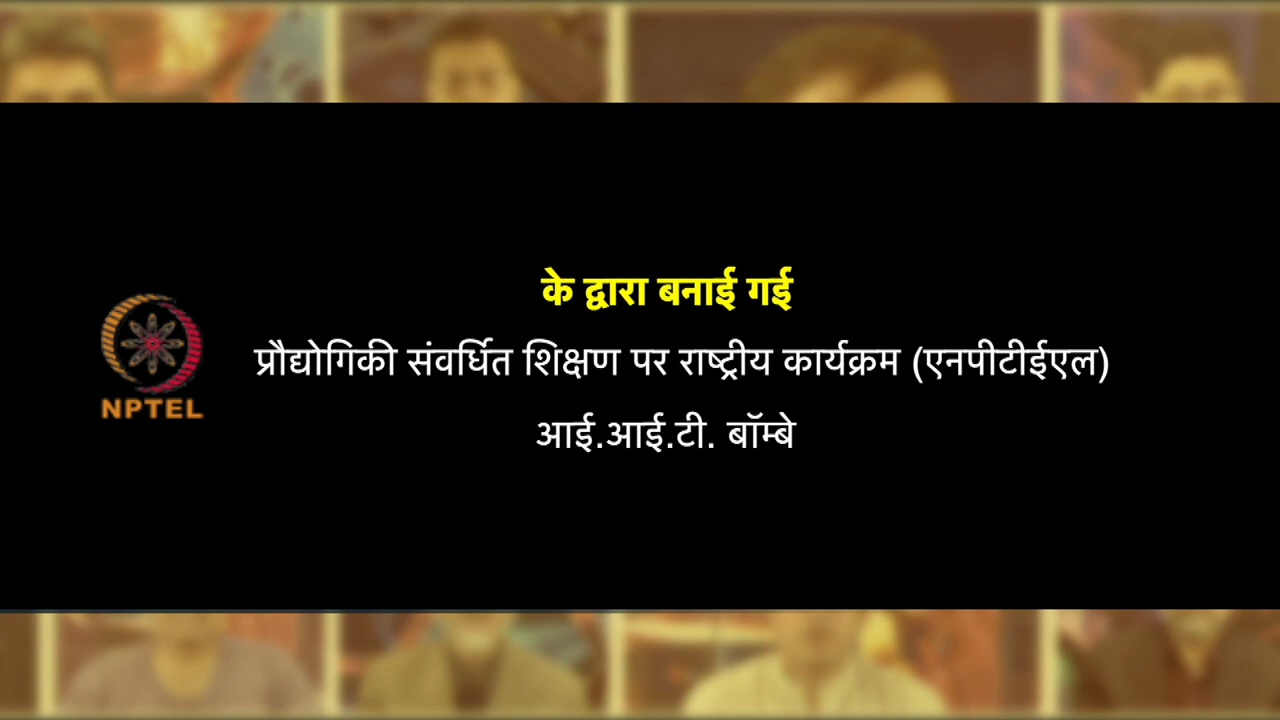 के द्वारा बनाई गई
प्रौद्योगिकी संवर्धित शिक्षण पर राष्ट्रीय कार्यक्रम (एनपीटीईएल)
आई.आई.टी. बॉम्बे
NPTEL